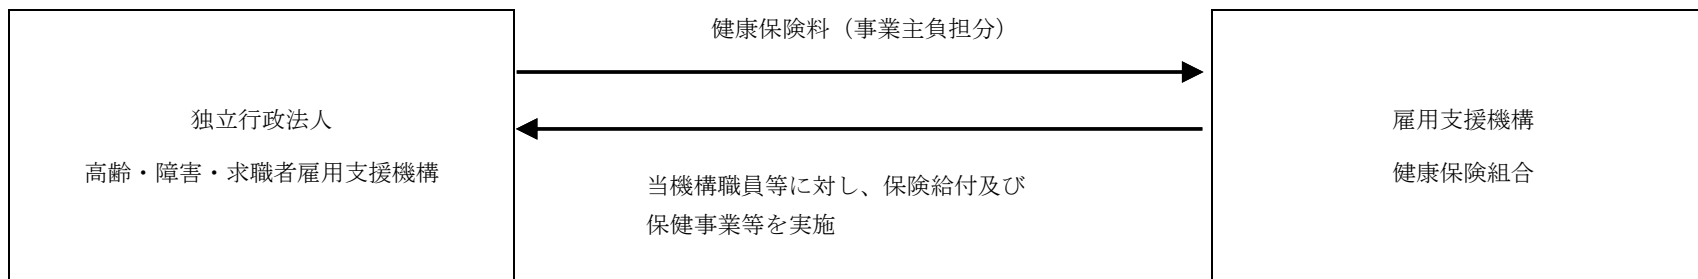 健康保険料（事業主負担分）
独立行政法人
高齢・障害・求職者雇用支援機構
当機構職員等に対し、保険給付及び
保健事業等を実施
雇用支援機構
健康保険組合